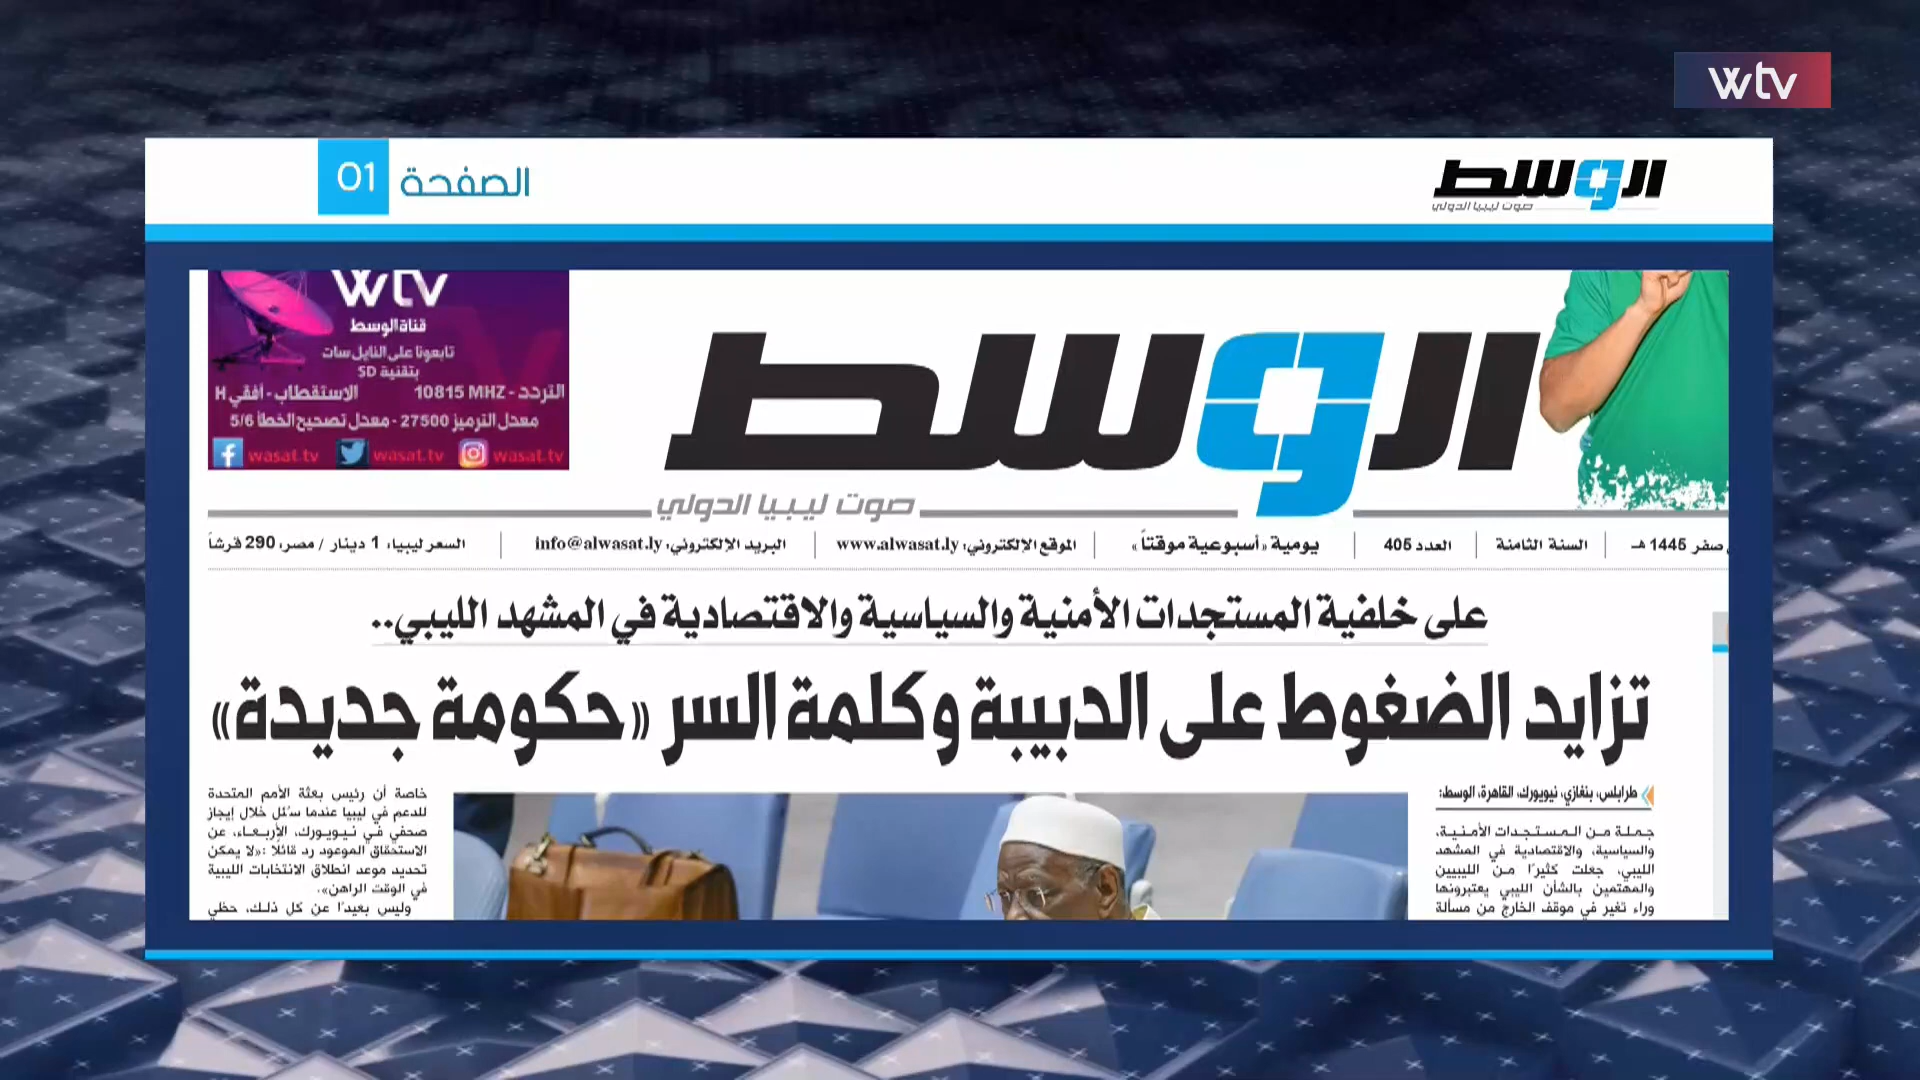 wtv
الوسط
صوت ليبيا الدولي
الصفحة 01
wtv
قناة الوسط
تابعونا على النايل سات
بتقنية SD
التردد - 10815 MHZ الاستقطاب - أفقي H
معدل الترميز 27500 - معدل تصحيح الخطأ 5/6
wasat.tv wasat.tv wasat.tv
الوسط
صوت ليبيا الدولي
صفر 1445 هـ | السنة الثامنة | العدد 405 | يومية «أسبوعية موقتاً» | الموقع الإلكتروني: www.alwasat.ly | البريد الإلكتروني: info@alwasat.ly | السعر ليبيا، 1 دينار / مصر، 290 قرشاً
على خلفية المستجدات الأمنية والسياسية والاقتصادية في المشهد الليبي..
تزايد الضغوط على الدبيبة وكلمة السر «حكومة جديدة»
طرابلس، بنغازي، نيويورك، القاهرة، الوسط:
جملة من المستجدات الأمنية،
والسياسية، والاقتصادية في المشهد
الليبي، جعلت كثيرًا من الليبيين
والمهتمين بالشأن الليبي يعتبرونها
وراء تغير في موقف الخارج من مسألة
خاصة أن رئيس بعثة الأمم المتحدة
للدعم في ليبيا عندما سُئل خلال إيجاز
صحفي في نيويورك، الأربعاء، عن
الاستحقاق الموعود رد قائلا :«لا يمكن
تحديد موعد انطلاق الانتخابات الليبية
في الوقت الراهن».
وليس بعيدًا عن كل ذلك، حظي